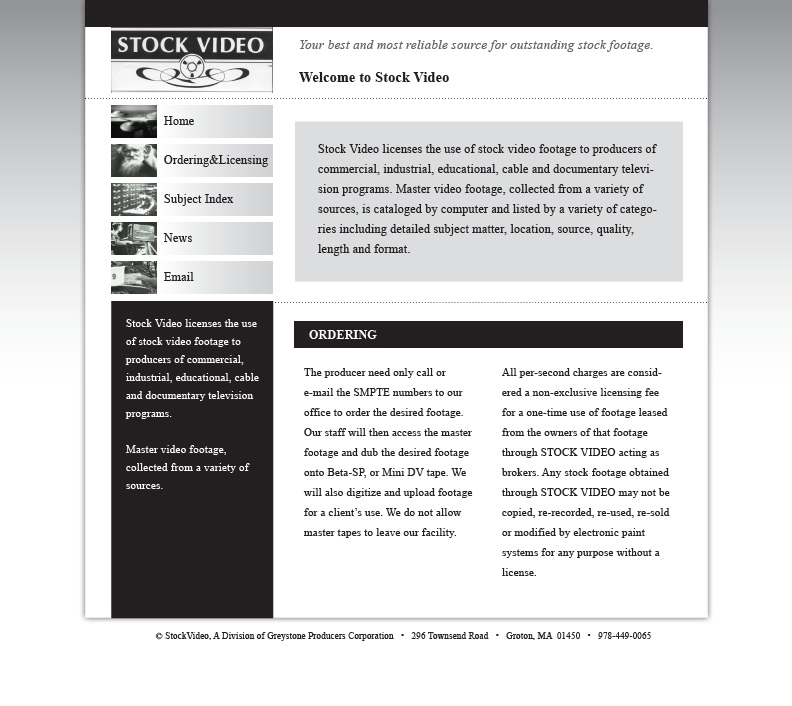 STOCK VIDEO
Your best and most reliable source for outstanding stock footage.
Welcome to Stock Video
Home
Ordering&Licensing
Subject Index
News
Email
Stock Video licenses the use of stock video footage to producers of
commercial, industrial, educational, cable and documentary televi-
sion programs. Master video footage, collected from a variety of
sources, is cataloged by computer and listed by a variety of catego-
ries including detailed subject matter, location, source, quality,
length and format.
Stock Video licenses the use
of stock video footage to
producers of commercial,
industrial, educational, cable
and documentary television
programs.
Master video footage,
collected from a variety of
sources.
ORDERING
The producer need only call or
e-mail the SMPTE numbers to our
office to order the desired footage.
Our staff will then access the master
footage and dub the desired footage
onto Beta-SP, or Mini DV tape. We
will also digitize and upload footage
for a client’s use. We do not allow
master tapes to leave our facility.
All per-second charges are consid-
ered a non-exclusive licensing fee
for a one-time use of footage leased
from the owners of that footage
through STOCK VIDEO acting as
brokers. Any stock footage obtained
through STOCK VIDEO may not be
copied, re-recorded, re-used, re-sold
or modified by electronic paint
systems for any purpose without a
license.
© StockVideo, A Division of Greystone Producers Corporation • 296 Townsend Road • Groton, MA 01450 • 978-449-0065